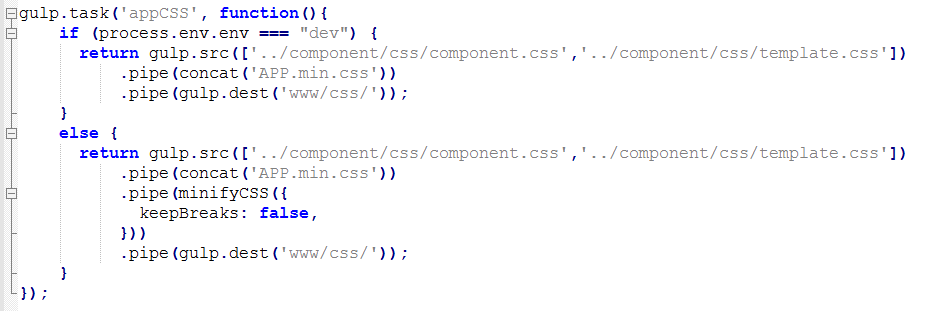 gulp.task('appCSS', function(){
    if (process.env.env === "dev") {
      return gulp.src(['../component/css/component.css','../component/css/template.css'])
          .pipe(concat('APP.min.css'))
          .pipe(gulp.dest('www/css/'));
    }
    else {
      return gulp.src(['../component/css/component.css','../component/css/template.css'])
          .pipe(concat('APP.min.css'))
          .pipe(minifyCSS({
            keepBreaks: false,
          }))
          .pipe(gulp.dest('www/css/'));
    }
});